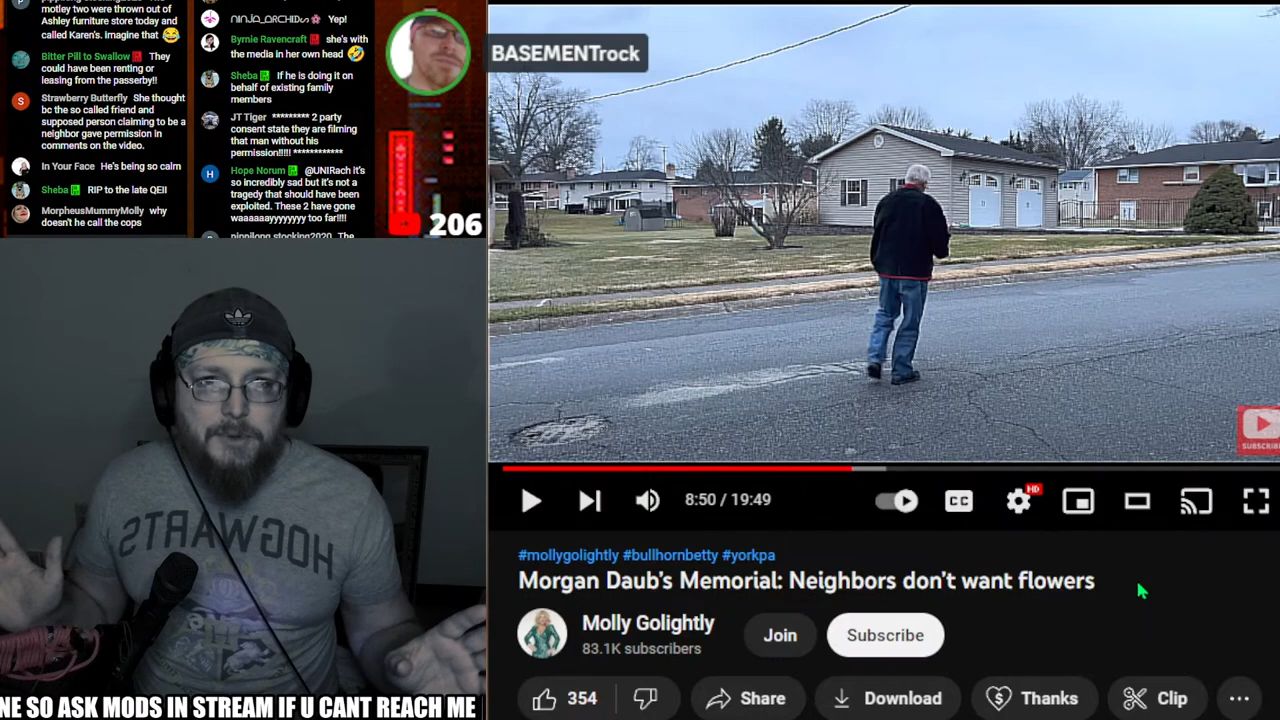 Ashley furniture store today and
called Karen's. imagine that
Bitter Pill to Swallow They
could have been renting or
leasing from the passerby!!
Strawberry Butterfly She thought
bc the so called friend and
supposed person claiming to be a
neighbor gave permission in
comments on the video.
In Your Face He's being so calm
Sheba RIP to the late QEII
MorpheusMummyMolly why
doesn't he call the cops
Yep!
Byrnie Ravencraft she's with
the media in her own head
Sheba If he is doing it on
behalf of existing family
members
JT Tiger ********* 2 party
consent state they are filming
that man without his
permission!!!! ************
Hope Norum @UNIRach It's
so incredibly sad but it's not a
tragedy that should have been
exploited. These 2 have gone
waaaaaayyyyyyy too far!!!!
206
BASEMENTrock
HOGWARTS
NE SO ASK MODS IN STREAM IF U CANT REACH ME
SUBSCRIBE
8:50 / 19:49
CC
HD
#mollygolightly #bullhornbetty #yorkpa
Morgan Daub's Memorial: Neighbors don't want flowers
Molly Golightly
83.1K subscribers
Join
Subscribe
354
Share
Download
Thanks
Clip